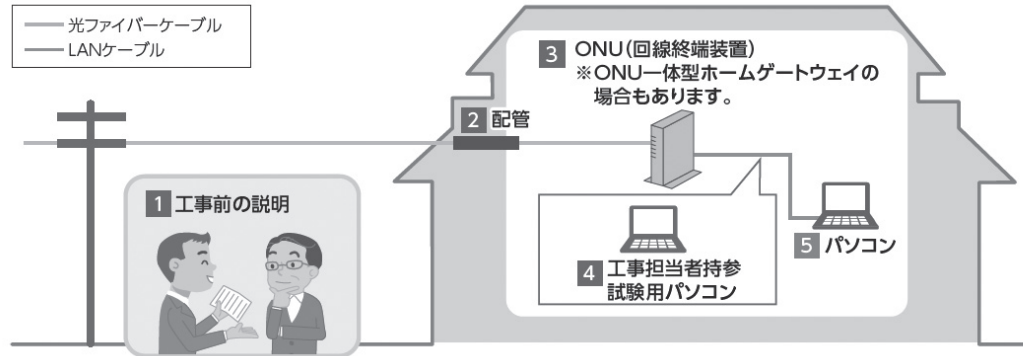 光ファイバーケーブル
LANケーブル
1 工事前の説明
2 配管
3 ONU(回線終端装置)
※ONU一体型ホームゲートウェイの
場合もあります。
4 工事担当者持参
試験用パソコン
5 パソコン